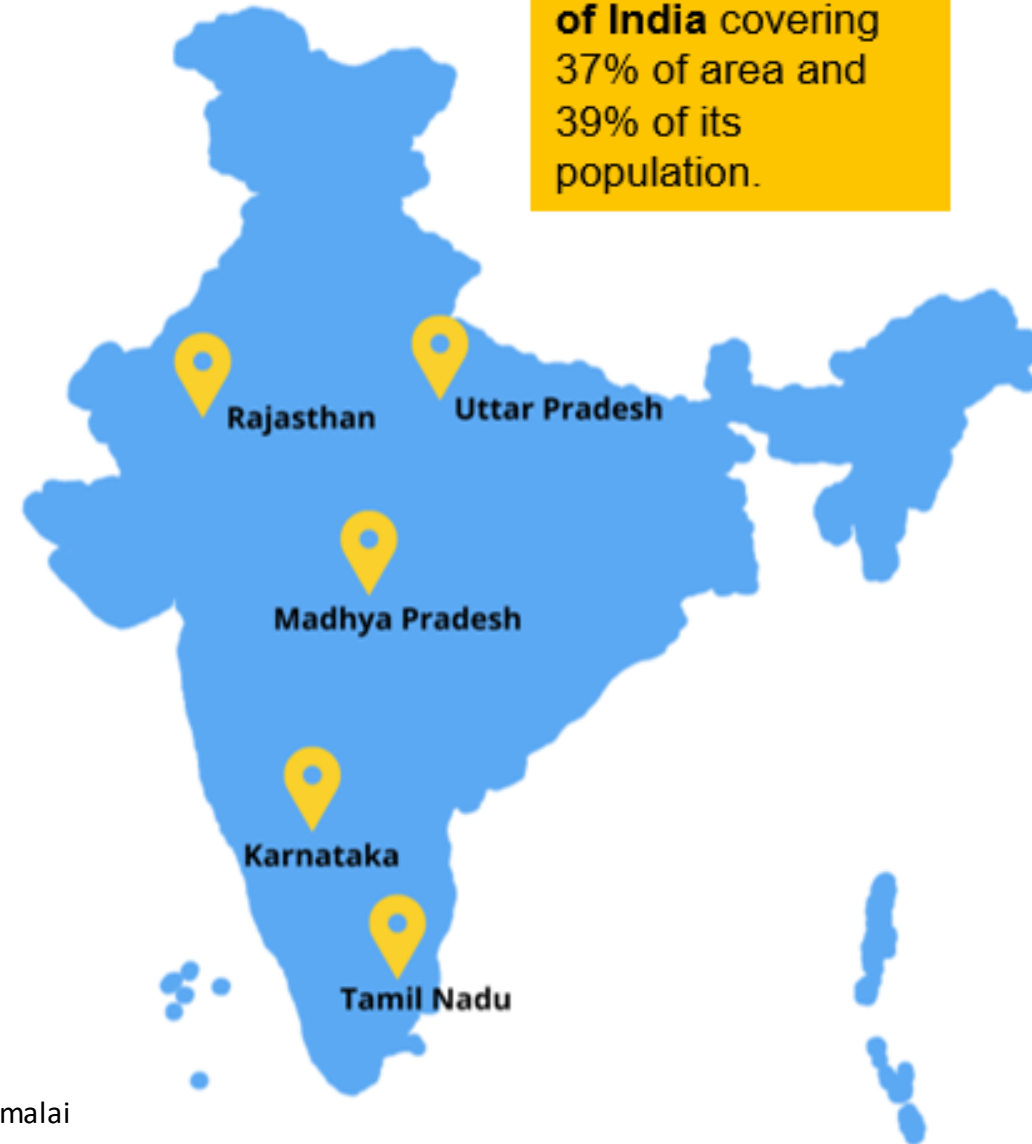 of India covering
37% of area and
39% of its
population.
Rajasthan
Uttar Pradesh
Madhya Pradesh
Karnataka
Tamil Nadu
malai